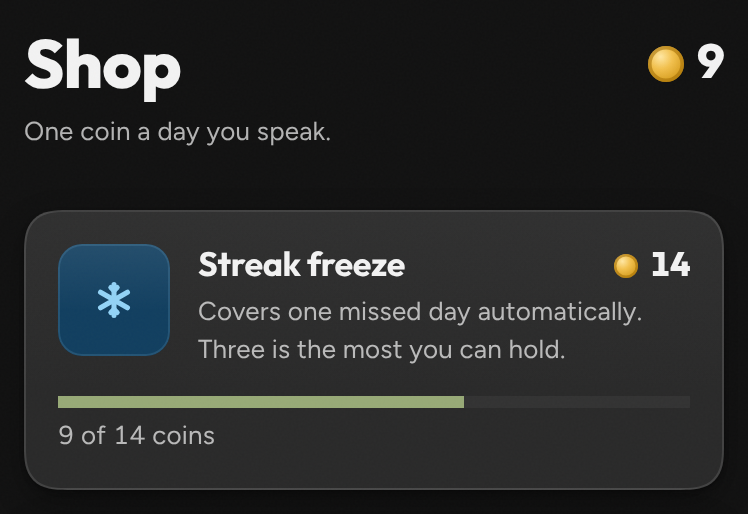 Shop
9
One coin a day you speak.
Streak freeze
14
Covers one missed day automatically.
Three is the most you can hold.
9 of 14 coins